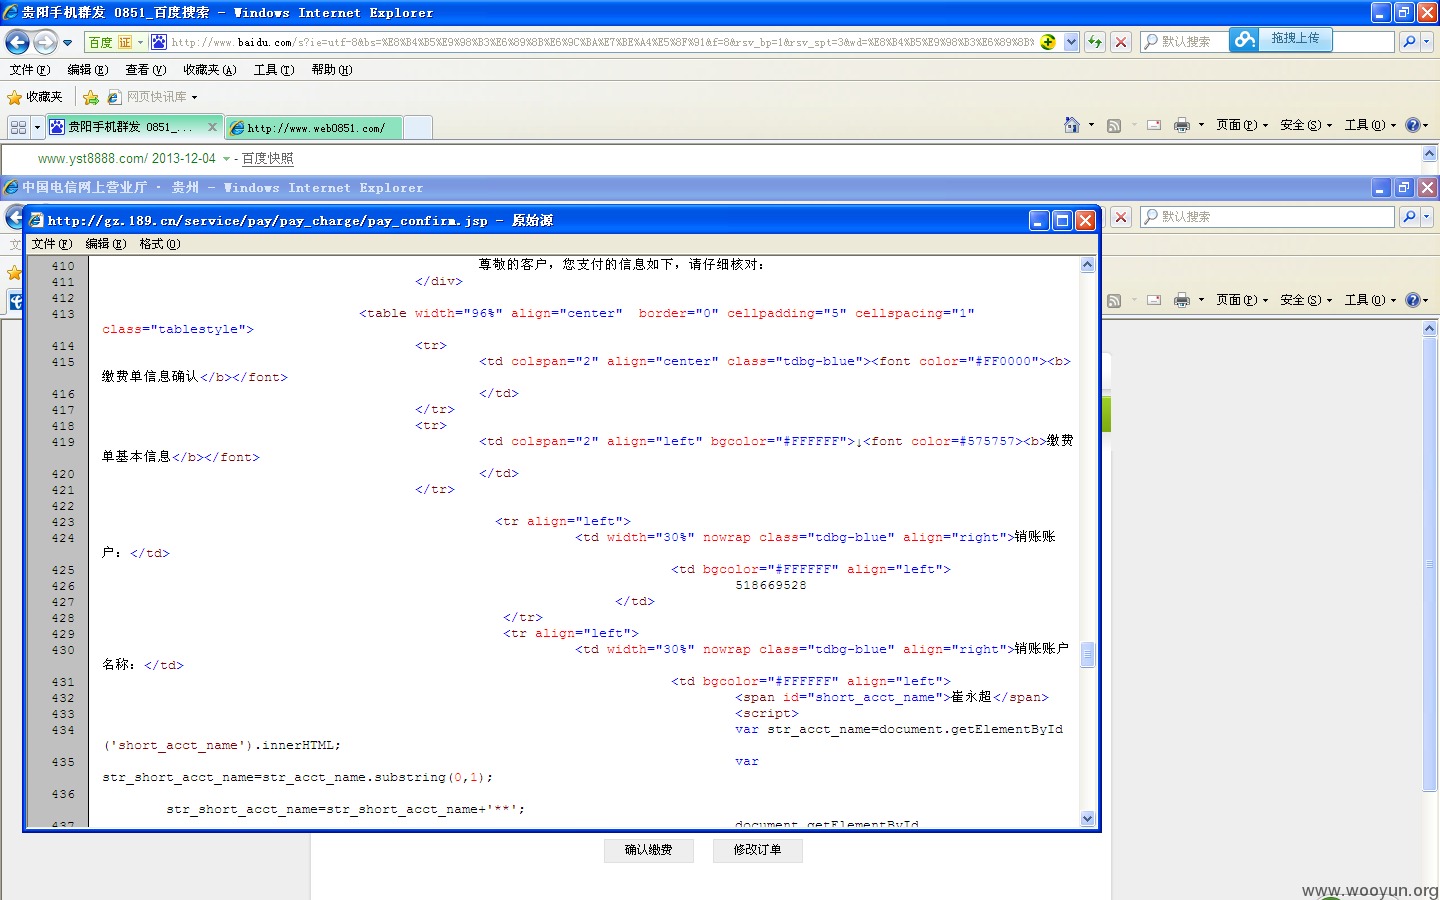 贵阳手机群发 0851_百度搜索 - Windows Internet Explorer
百度 证 http://www.baidu.com/s?ie=utf-8&bs=%E8%B4%B5%E9%98%B3%E6%89%8B%E6%9C%BA%E7%BE%A4%E5%8F%91&f=8&rsv_bp=1&rsv_spt=3&wd=%E8%B4%B5%E9%98%B3%E6%89%8B% 默认搜索 拖拽上传
文件(F) 编辑(E) 查看(V) 收藏夹(A) 工具(T) 帮助(H)
收藏夹 网页快讯库
贵阳手机群发 0851_... http://www.web0851.com/ 页面(P) 安全(S) 工具(O)
www.yst8888.com/ 2013-12-04 - 百度快照
中国电信网上营业厅 · 贵州 - Windows Internet Explorer
http://gz.189.cn/service/pay/pay_charge/pay_confirm.jsp - 原始源
默认搜索
文件(F) 编辑(E) 格式(O)
页面(P) 安全(S) 工具(O)
410 尊敬的客户，您支付的信息如下，请仔细核对：
411 </div>
412
413 <table width="96%" align="center"  border="0" cellpadding="5" cellspacing="1"
class="tablestyle">
414 <tr>
415 <td colspan="2" align="center" class="tdbg-blue"><font color="#FF0000"><b>
缴费单信息确认</b></font>
416 </td>
417 </tr>
418 <tr>
419 <td colspan="2" align="left" bgcolor="#FFFFFF">↓<font color=#575757><b>缴费
单基本信息</b></font>
420 </td>
421 </tr>
422
423 <tr align="left">
424 <td width="30%" nowrap class="tdbg-blue" align="right">销账账
户：</td>
425 <td bgcolor="#FFFFFF" align="left">
426 518669528
427 </td>
428 </tr>
429 <tr align="left">
430 <td width="30%" nowrap class="tdbg-blue" align="right">销账账户
名称：</td>
431 <td bgcolor="#FFFFFF" align="left">
432 <span id="short_acct_name">崔永超</span>
433 <script>
434 var str_acct_name=document.getElementById
('short_acct_name').innerHTML;
435 var
str_short_acct_name=str_acct_name.substring(0,1);
436
str_short_acct_name=str_short_acct_name+'**';
437 document.getElementById
确认缴费 修改订单
www.wooyun.org